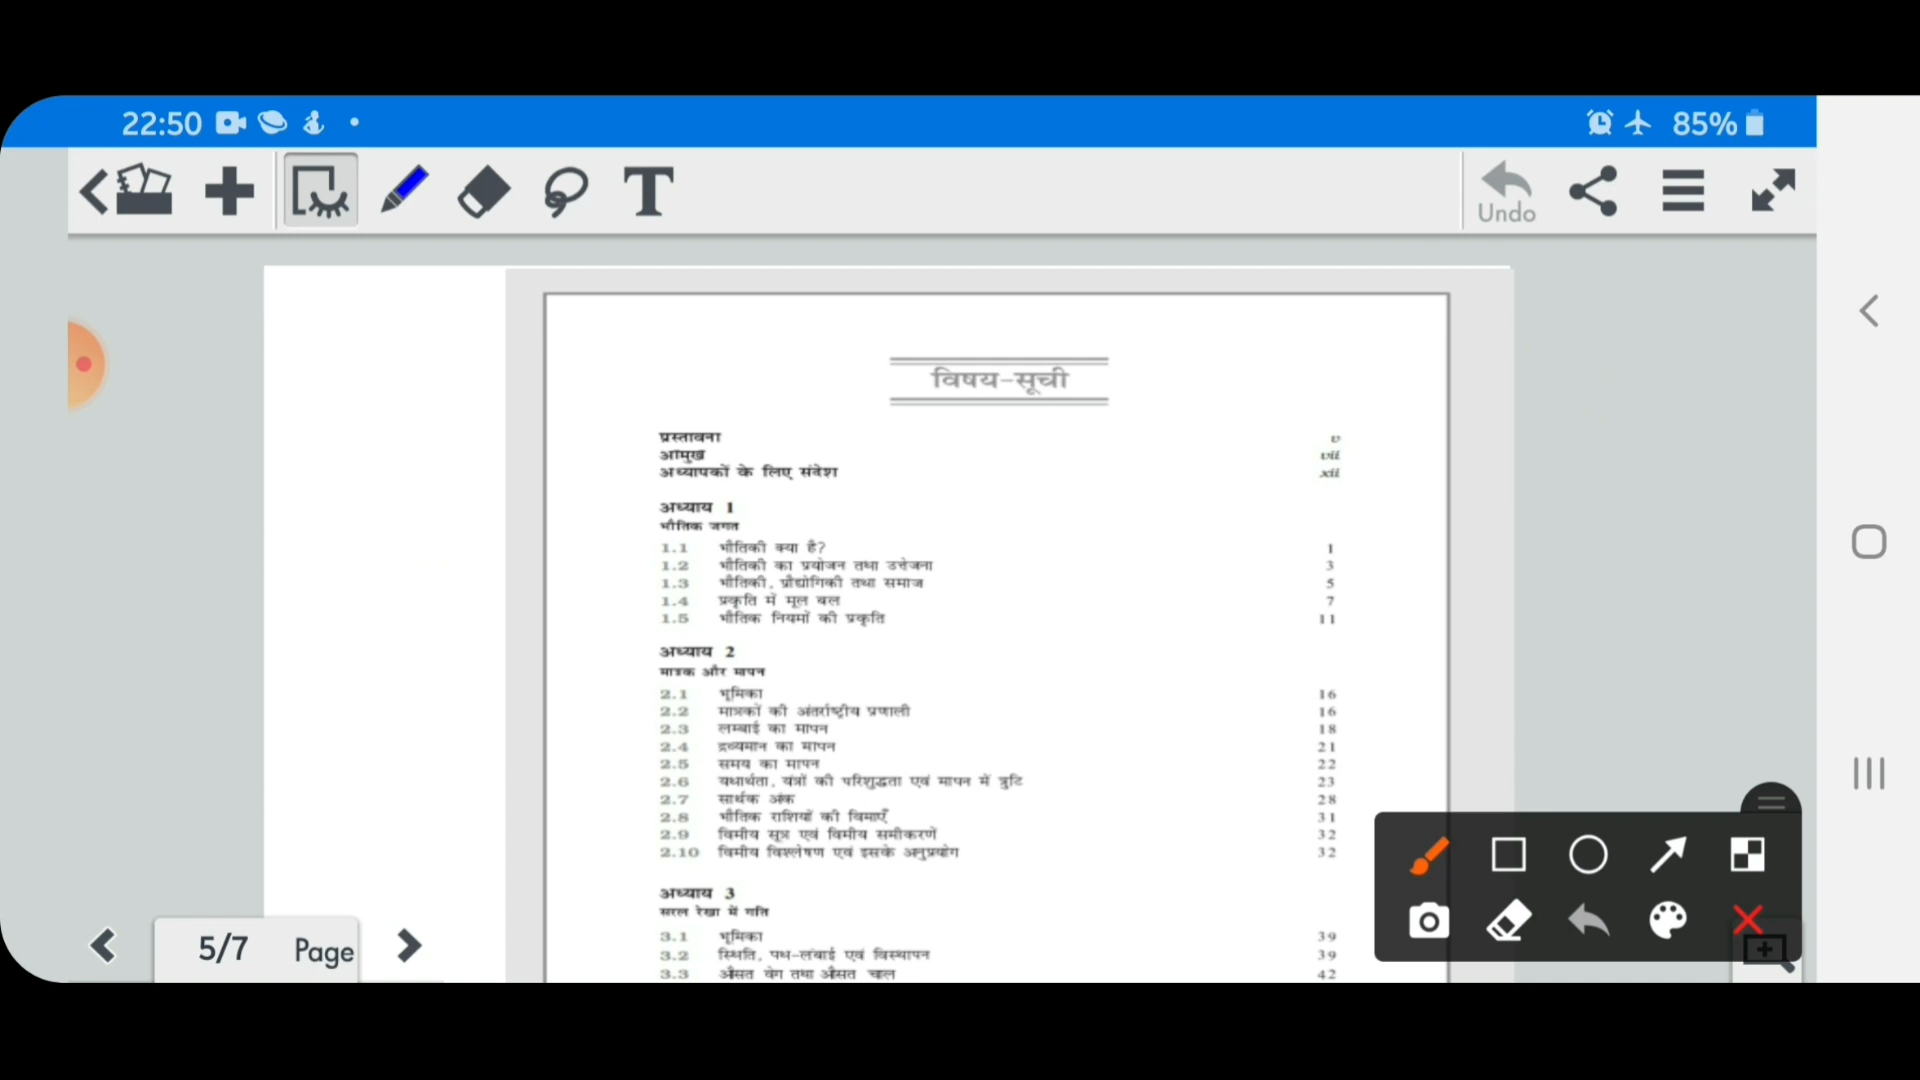 22:50
85%
Undo
विषय-सूची
प्रस्तावना v
आमुख vii
अध्यापकों के लिए संदेश xii
अध्याय 1
भौतिक जगत
1.1 भौतिकी क्या है? 1
1.2 भौतिकी का प्रयोजन तथा उत्तेजना 3
1.3 भौतिकी, प्रौद्योगिकी तथा समाज 5
1.4 प्रकृति में मूल बल 7
1.5 भौतिक नियमों की प्रकृति 11
अध्याय 2
मात्रक और मापन
2.1 भूमिका 16
2.2 मात्रकों की अंतर्राष्ट्रीय प्रणाली 16
2.3 लम्बाई का मापन 18
2.4 द्रव्यमान का मापन 21
2.5 समय का मापन 22
2.6 यथार्थता, यंत्रों की परिशुद्धता एवं मापन में त्रुटि 23
2.7 सार्थक अंक 28
2.8 भौतिक राशियों की विमाएँ 31
2.9 विमीय सूत्र एवं विमीय समीकरणें 32
2.10 विमीय विश्लेषण एवं इसके अनुप्रयोग 32
अध्याय 3
सरल रेखा में गति
3.1 भूमिका 39
3.2 स्थिति, पथ-लंबाई एवं विस्थापन 39
3.3 औसत वेग तथा औसत चाल 42
5/7 Page